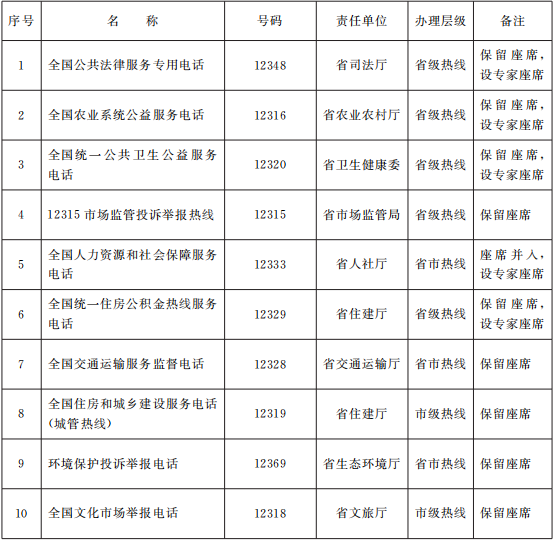 序号 名 称 号码 责任单位 办理层级 备注
1 全国公共法律服务专用电话 12348 省司法厅 省级热线 保留座席，
设专家座席
2 全国农业系统公益服务电话 12316 省农业农村厅 省级热线 保留座席，
设专家座席
3 全国统一公共卫生公益服务
电话 12320 省卫生健康委 省级热线 保留座席，
设专家座席
4 12315市场监管投诉举报热线 12315 省市场监管局 省级热线 保留座席
5 全国人力资源和社会保障服务
电话 12333 省人社厅 省市热线 座席并入，
设专家座席
6 全国统一住房公积金热线服务
电话 12329 省住建厅 省级热线 保留座席，
设专家座席
7 全国交通运输服务监督电话 12328 省交通运输厅 省市热线 保留座席
8 全国住房和城乡建设服务电话
（城管热线） 12319 省住建厅 市级热线 保留座席
9 环境保护投诉举报电话 12369 省生态环境厅 省市热线 保留座席
10 全国文化市场举报电话 12318 省文旅厅 市级热线 保留座席